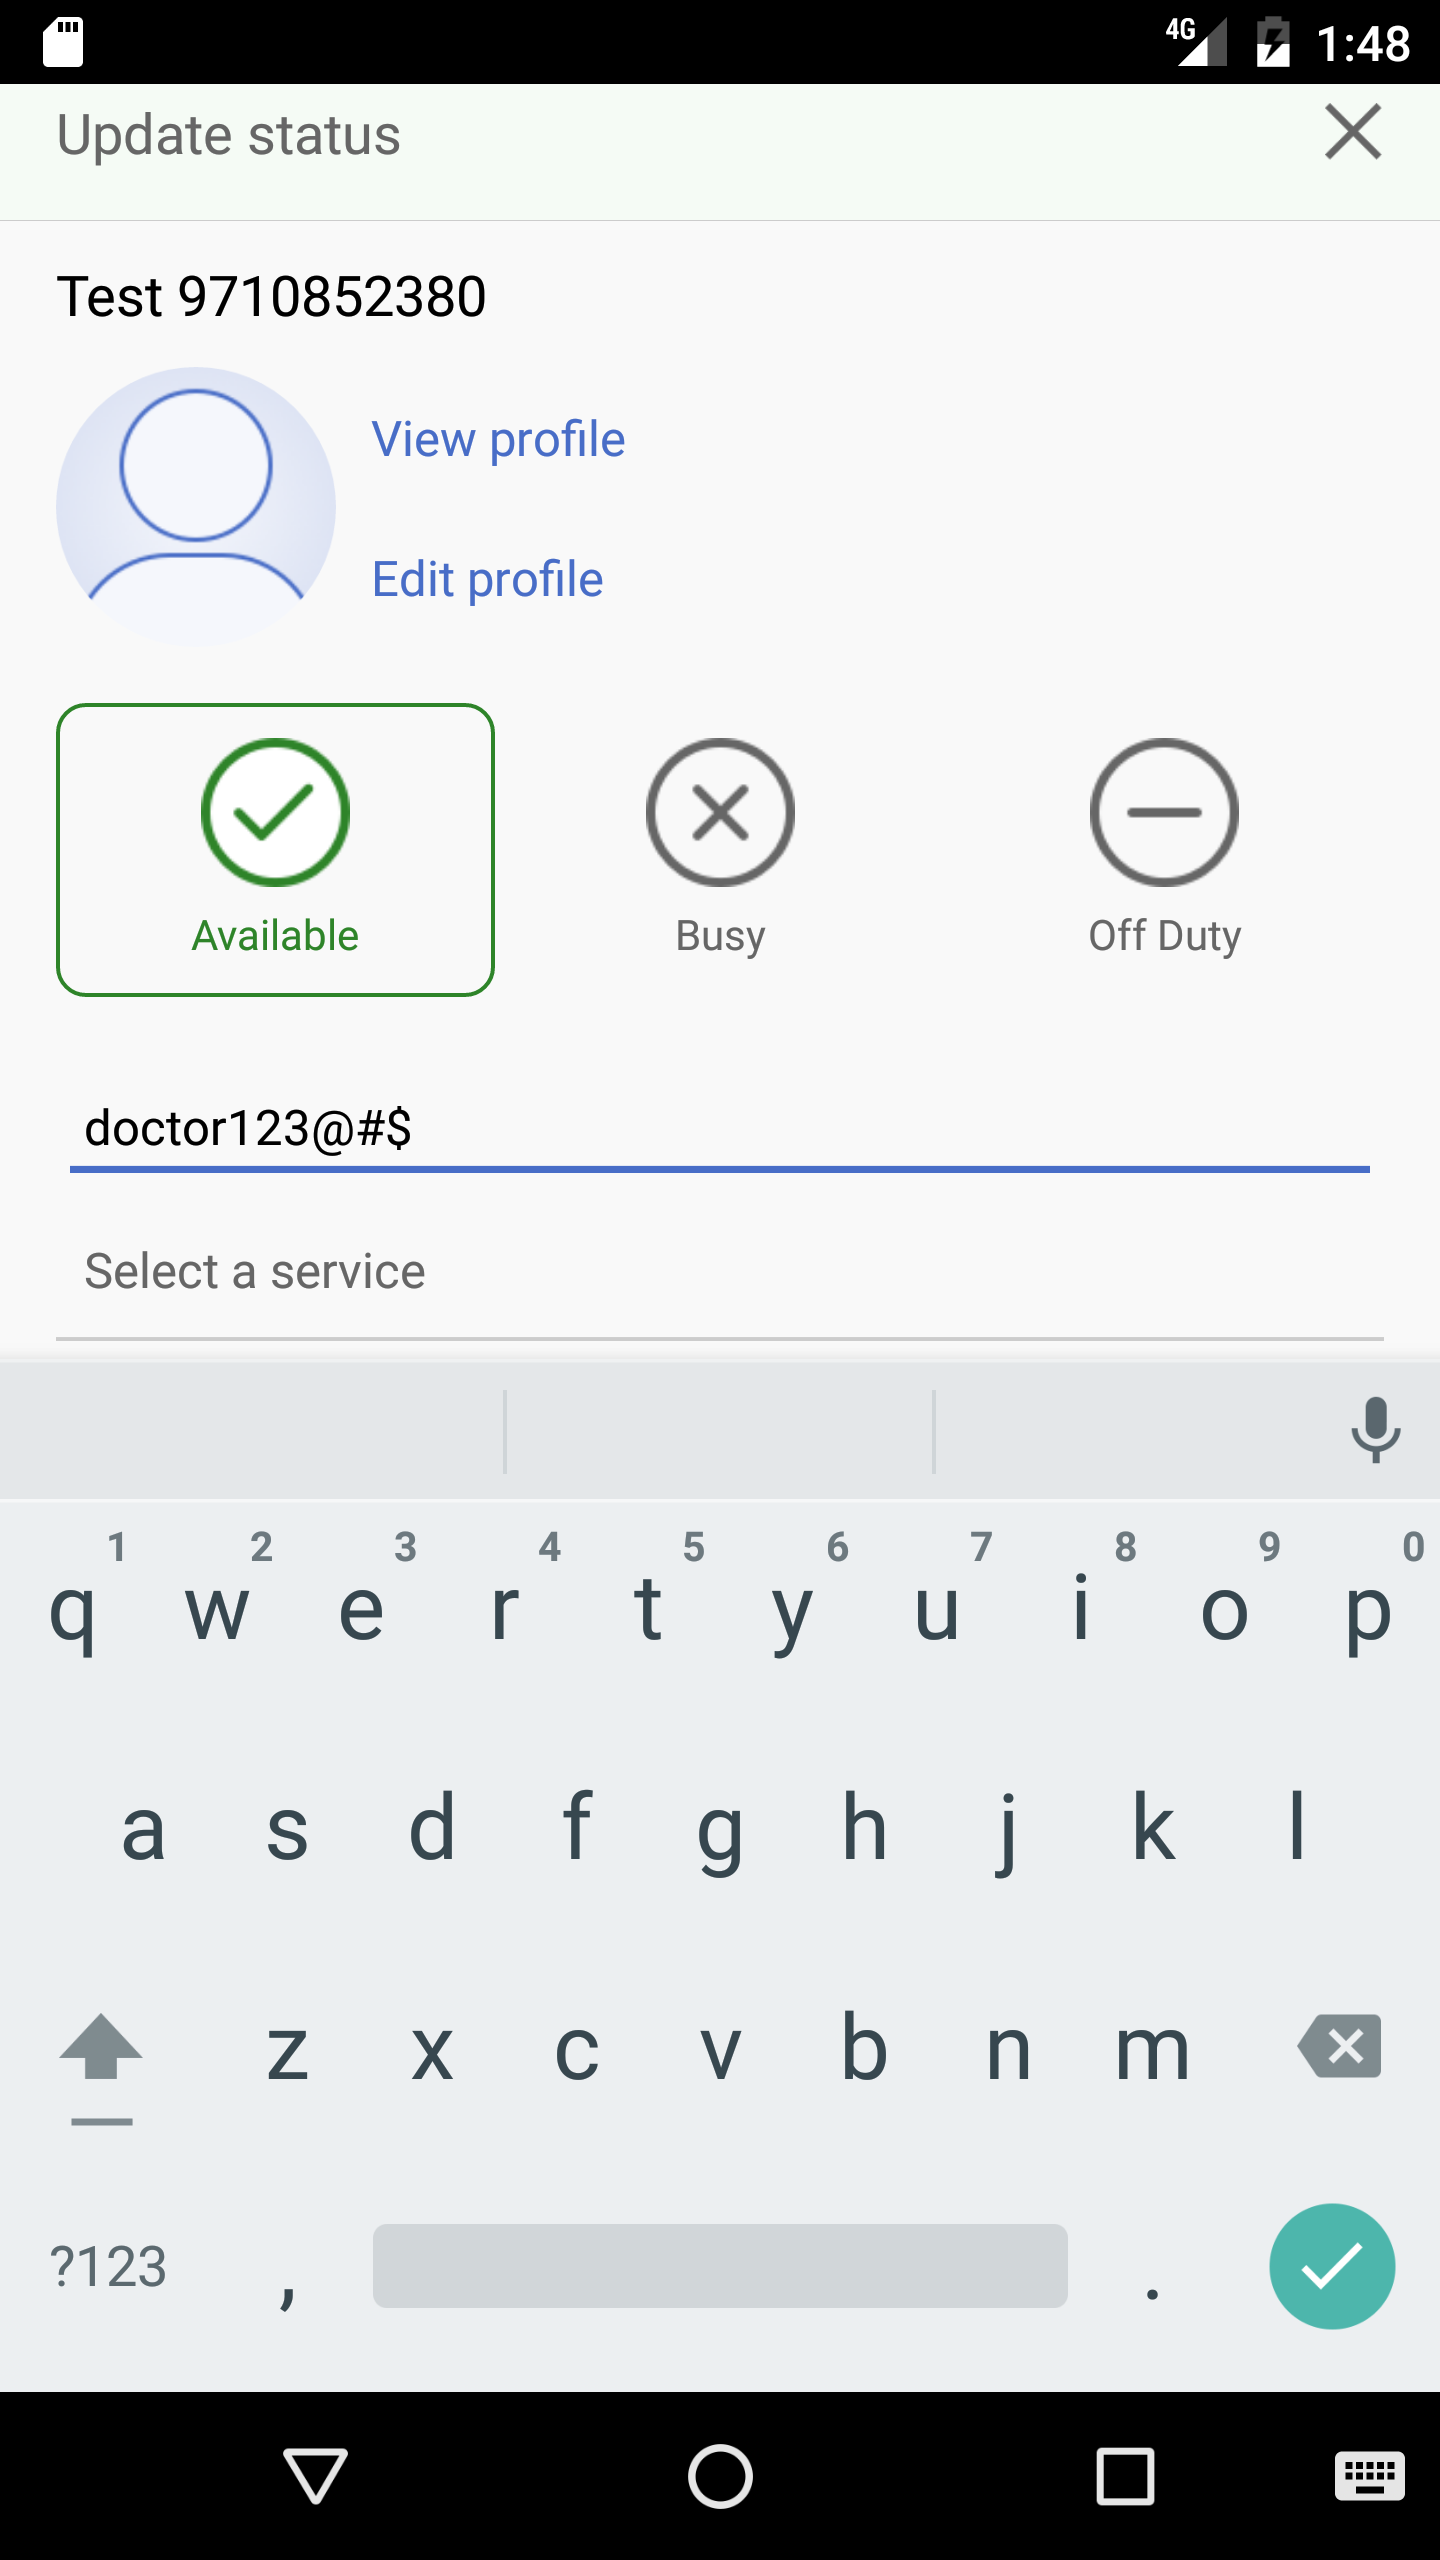 4G 1:48
Update status
Test 9710852380
View profile
Edit profile
Available Busy Off Duty
doctor123@#$
Select a service
1 2 3 4 5 6 7 8 9 0
q w e r t y u i o p
a s d f g h j k l
z x c v b n m
?123 , .